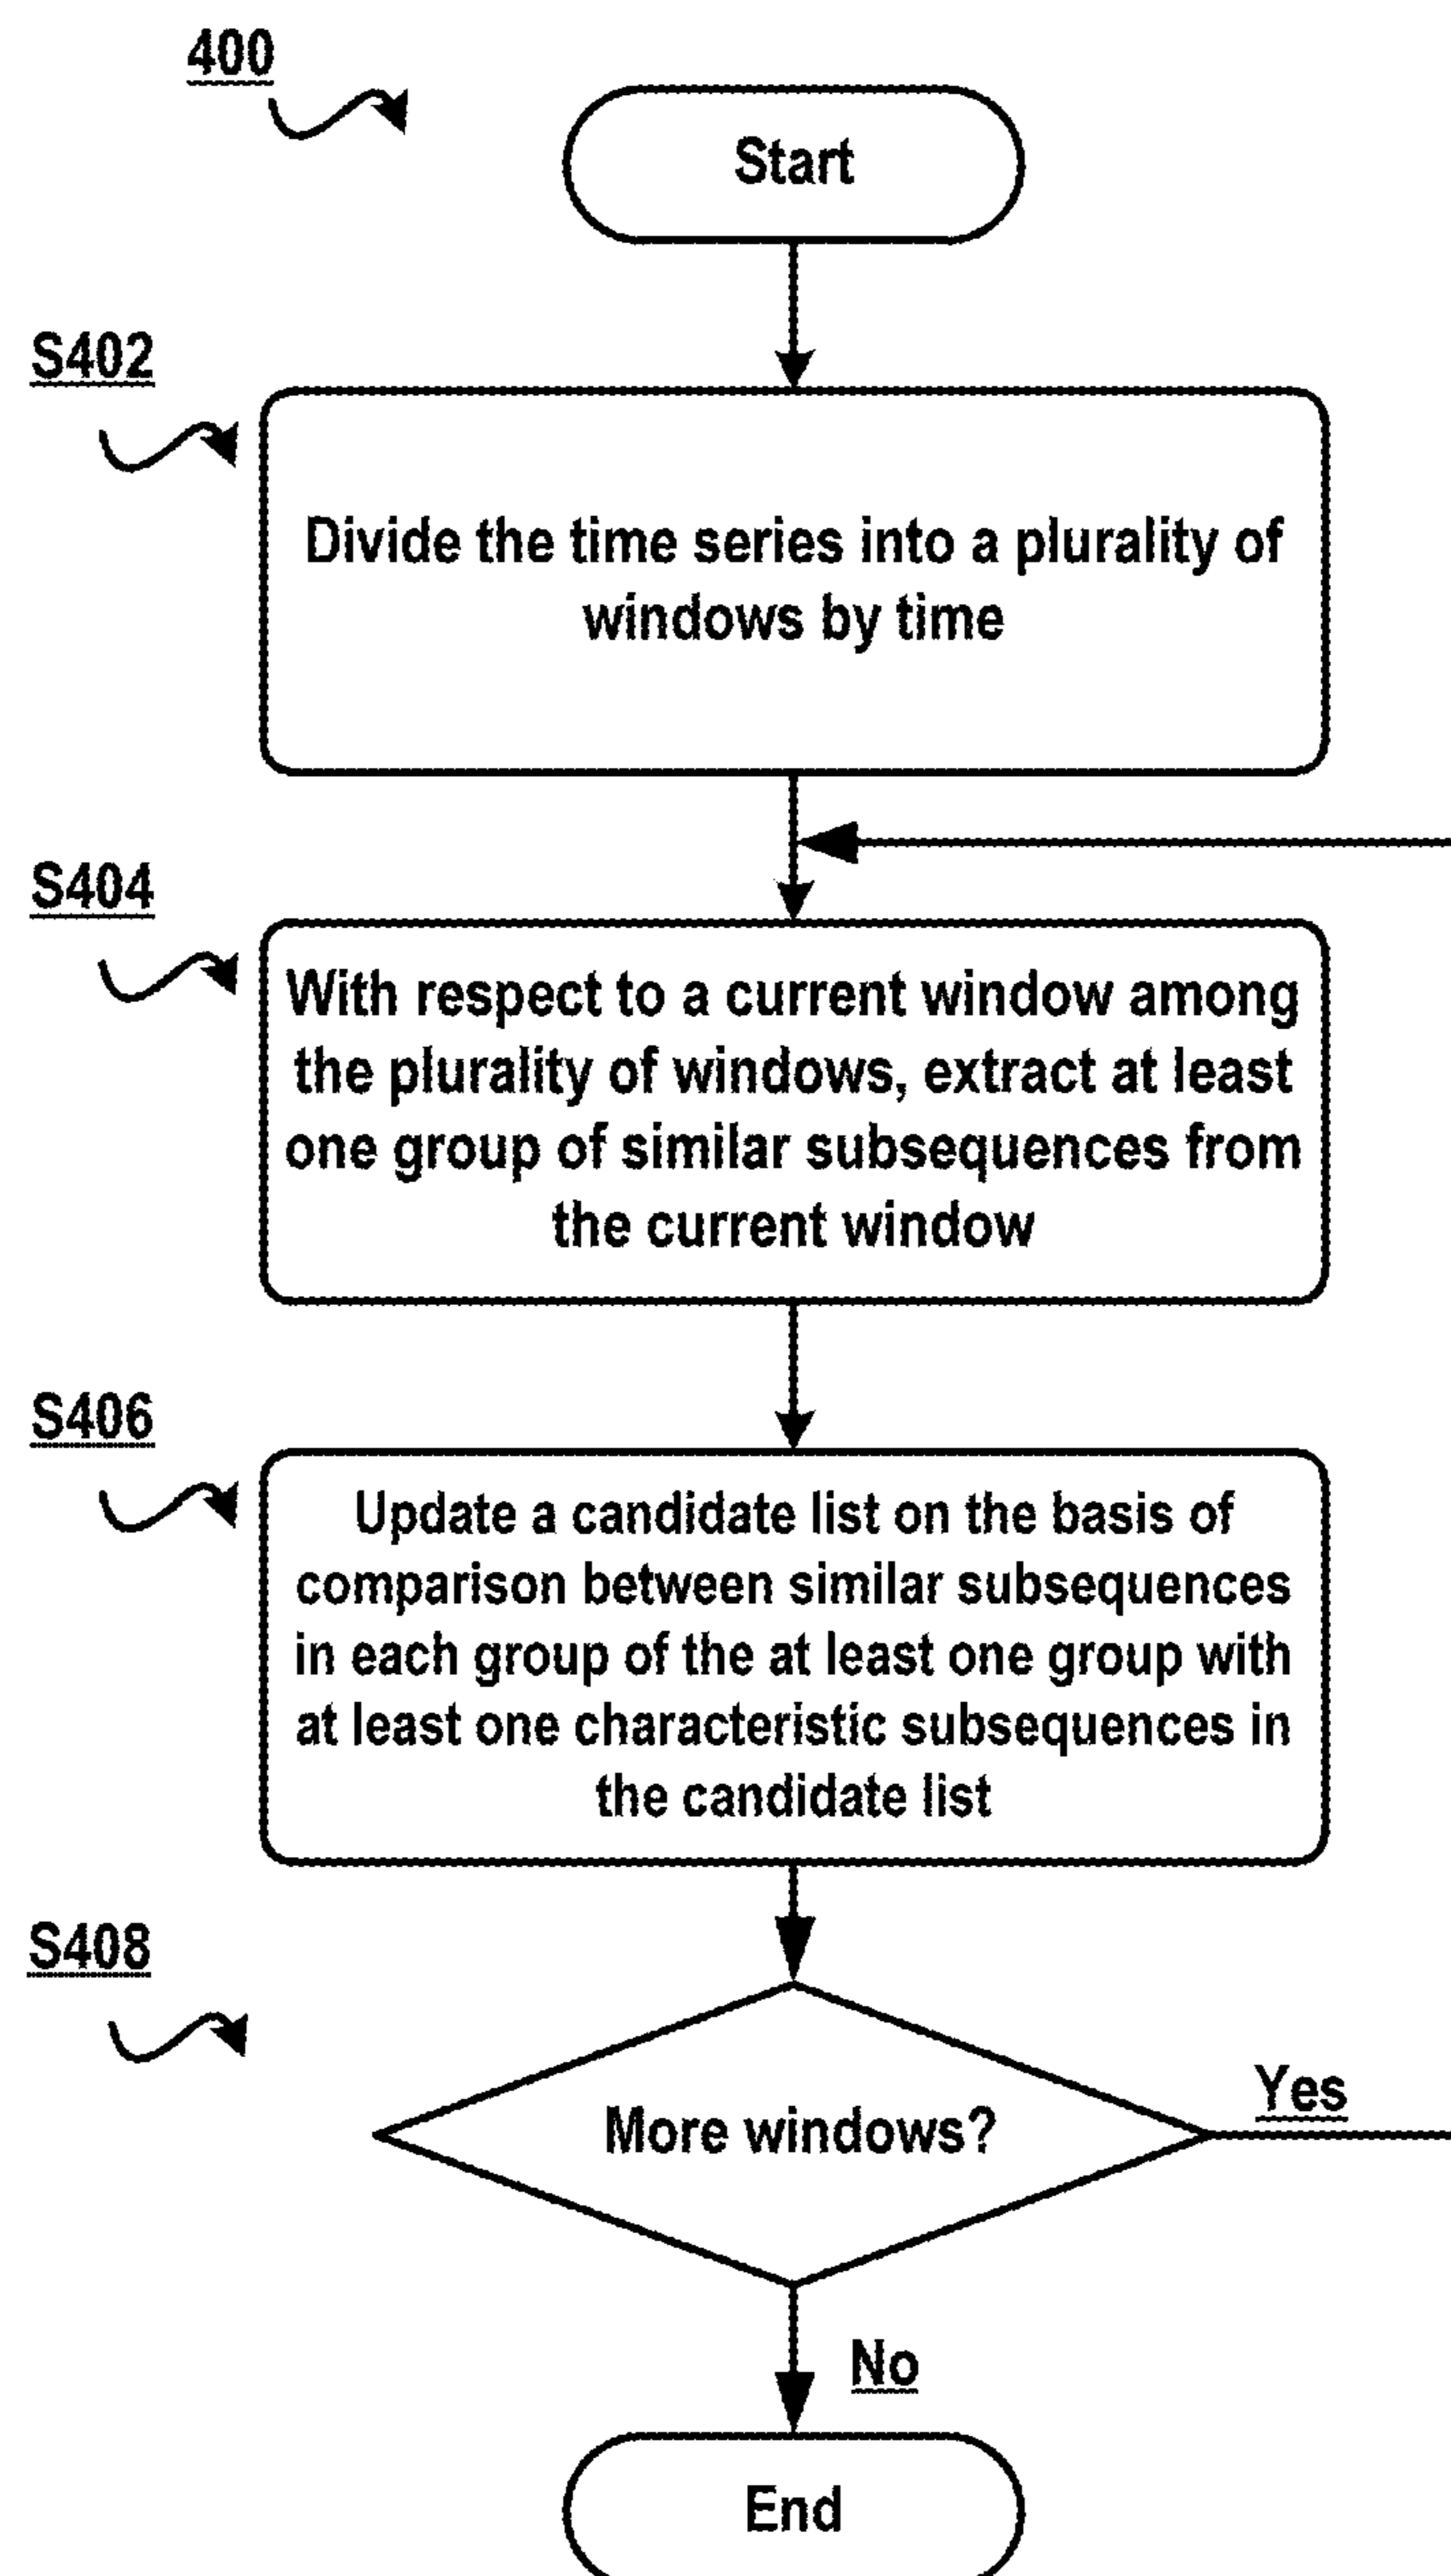 400
Start
S402
Divide the time series into a plurality of
windows by time
S404
With respect to a current window among
the plurality of windows, extract at least
one group of similar subsequences from
the current window
S406
Update a candidate list on the basis of
comparison between similar subsequences
in each group of the at least one group with
at least one characteristic subsequences in
the candidate list
S408
More windows?
Yes
No
End